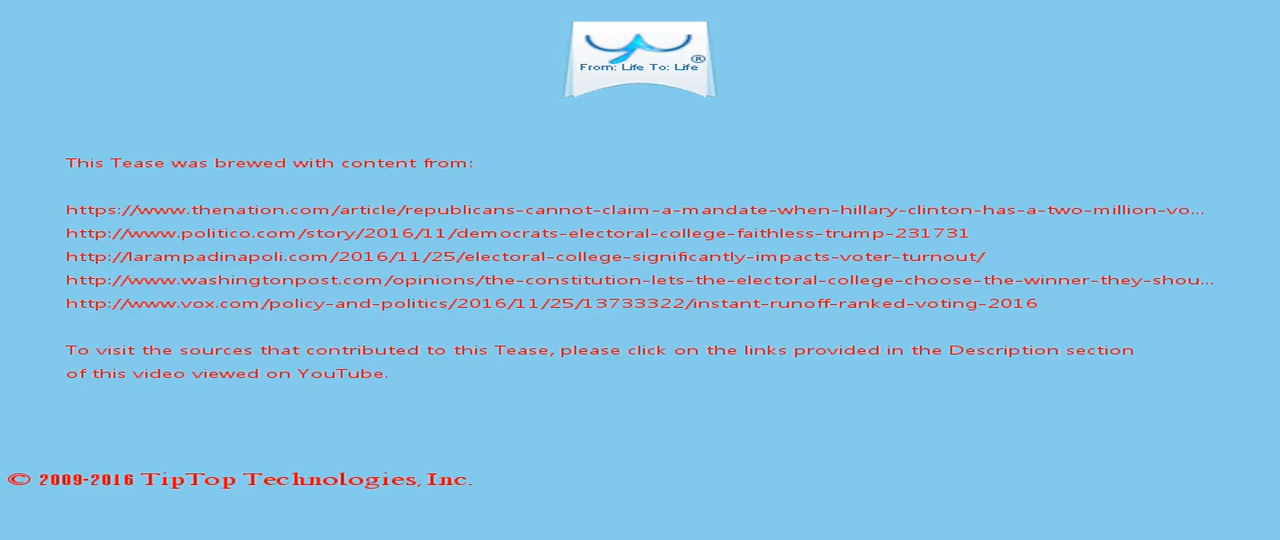 From: Life To: Life®
This Tease was brewed with content from:
https://www.thenation.com/article/republicans-cannot-claim-a-mandate-when-hillary-clinton-has-a-two-million-vo...
http://www.politico.com/story/2016/11/democrats-electoral-college-faithless-trump-231731
http://larampadinapoli.com/2016/11/25/electoral-college-significantly-impacts-voter-turnout/
http://www.washingtonpost.com/opinions/the-constitution-lets-the-electoral-college-choose-the-winner-they-shou...
http://www.vox.com/policy-and-politics/2016/11/25/13733322/instant-runoff-ranked-voting-2016
To visit the sources that contributed to this Tease, please click on the links provided in the Description section
of this video viewed on YouTube.
© 2009-2016 TipTop Technologies, Inc.